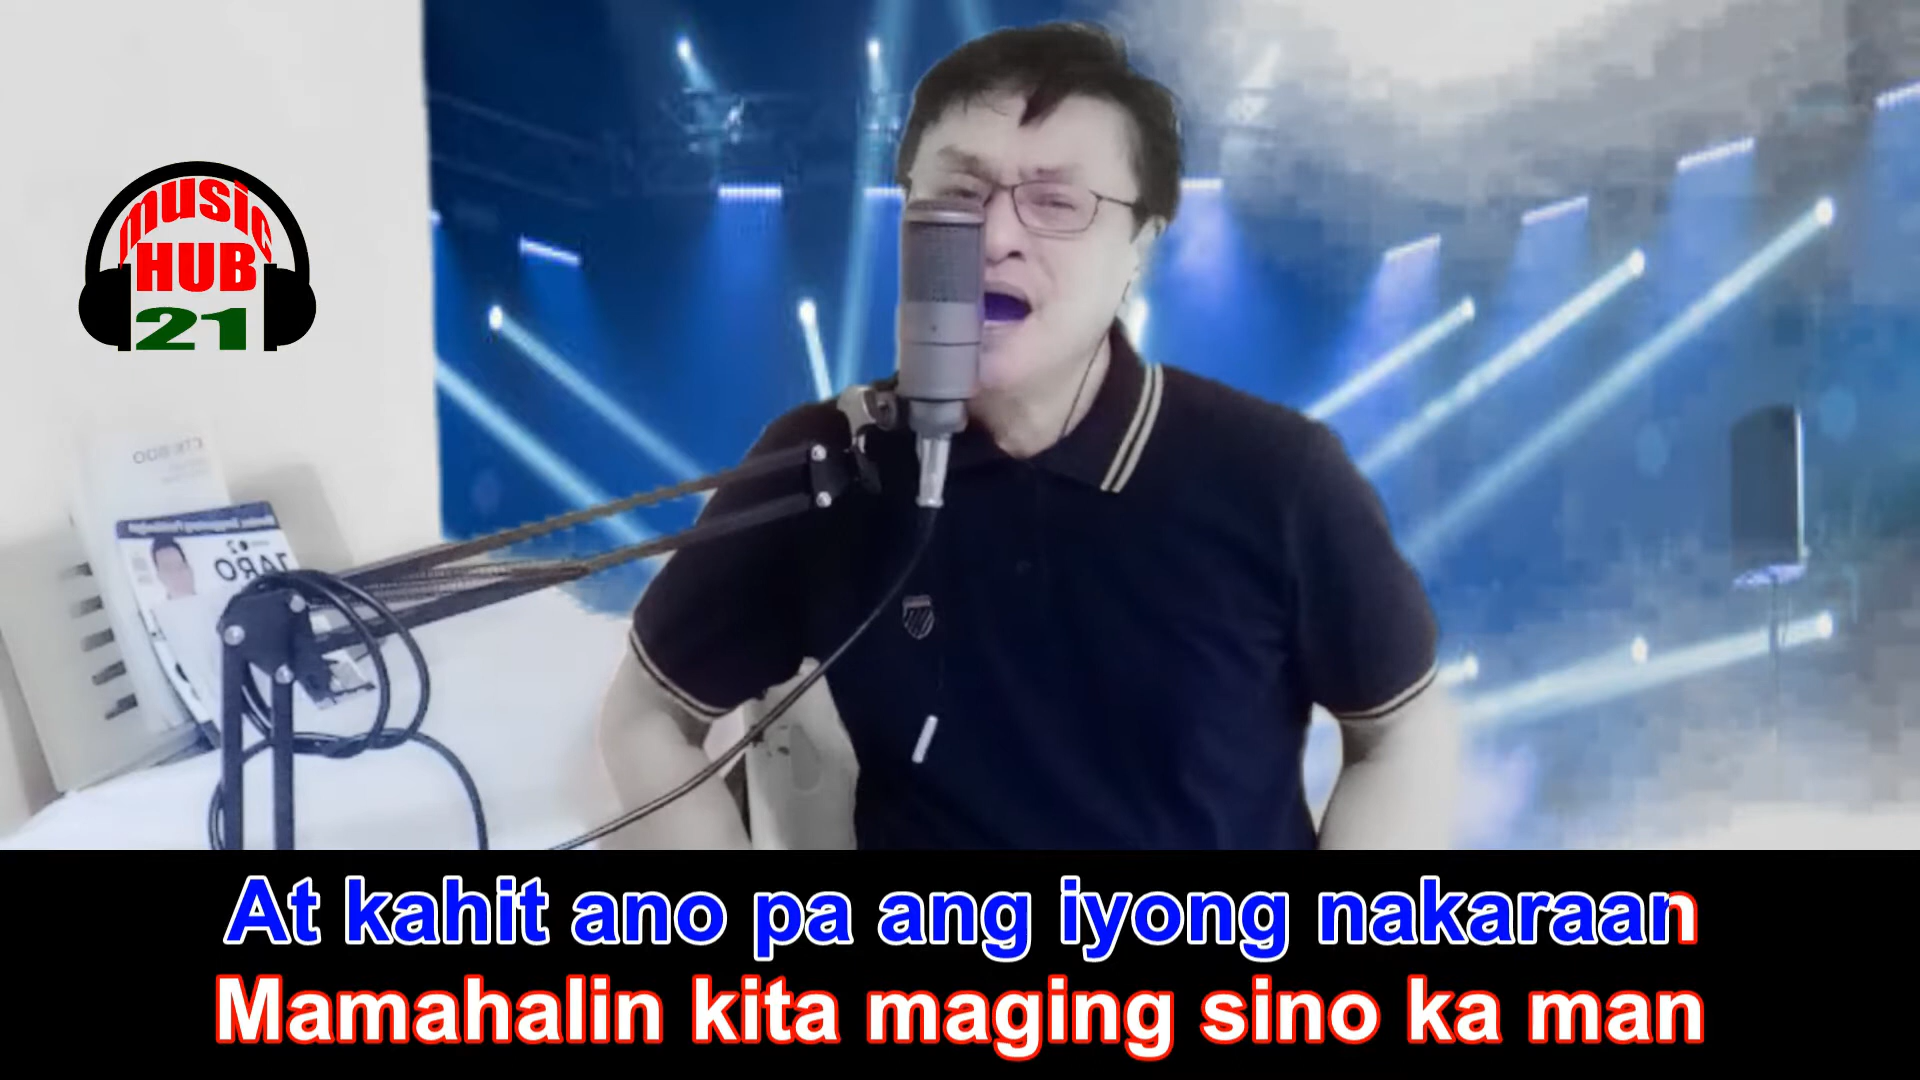 music
HUB
21
At kahit ano pa ang iyong nakaraan
Mamahalin kita maging sino ka man